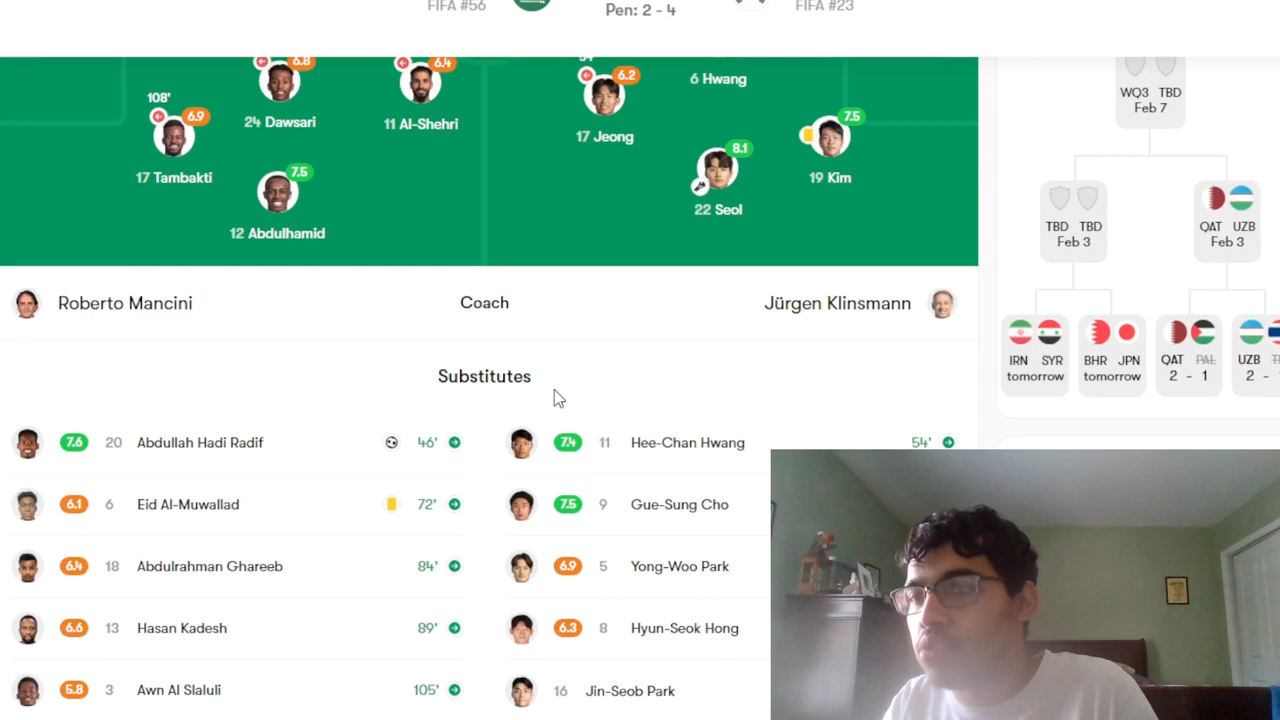 FIFA #56
Pen: 2 - 4
FIFA #23
6.8
24 Dawsari
6.4
11 Al-Shehri
108'
6.9
17 Tambakti
7.5
12 Abdulhamid
6.2
17 Jeong
6 Hwang
8.1
22 Seol
7.5
19 Kim
Roberto Mancini
Coach
Jürgen Klinsmann
Substitutes
7.6 20 Abdullah Hadi Radif 46'
6.1 6 Eid Al-Muwallad 72'
6.4 18 Abdulrahman Ghareeb 84'
6.6 13 Hasan Kadesh 89'
5.8 3 Awn Al Slaluli 105'
7.4 11 Hee-Chan Hwang 54'
7.5 9 Gue-Sung Cho
6.9 5 Yong-Woo Park
6.3 8 Hyun-Seok Hong
16 Jin-Seob Park
WQ3 TBD
Feb 7
TBD TBD
Feb 3
QAT UZB
Feb 3
IRN SYR
tomorrow
BHR JPN
tomorrow
QAT PAL
2 - 1
UZB
2 -